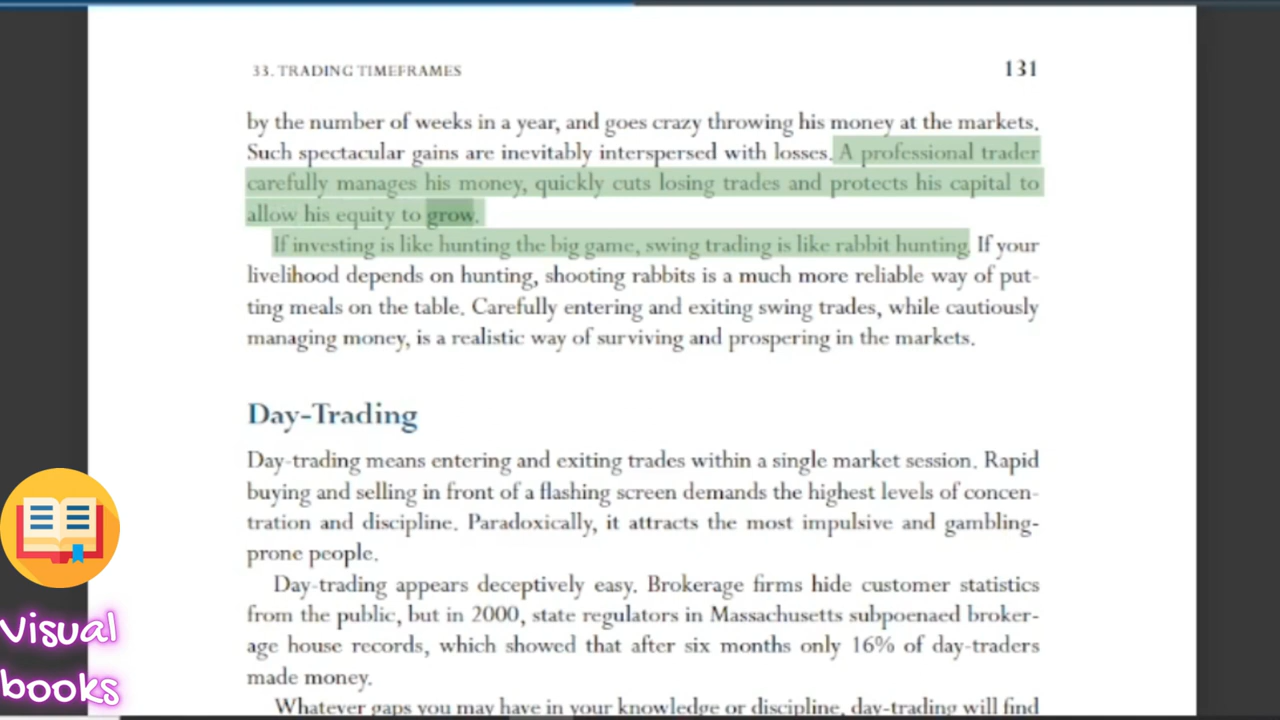 33. TRADING TIMEFRAMES 131
by the number of weeks in a year, and goes crazy throwing his money at the markets.
Such spectacular gains are inevitably interspersed with losses. A professional trader
carefully manages his money, quickly cuts losing trades and protects his capital to
allow his equity to grow.
If investing is like hunting the big game, swing trading is like rabbit hunting. If your
livelihood depends on hunting, shooting rabbits is a much more reliable way of put-
ting meals on the table. Carefully entering and exiting swing trades, while cautiously
managing money, is a realistic way of surviving and prospering in the markets.
Day-Trading
Day-trading means entering and exiting trades within a single market session. Rapid
buying and selling in front of a flashing screen demands the highest levels of concen-
tration and discipline. Paradoxically, it attracts the most impulsive and gambling-
prone people.
Day-trading appears deceptively easy. Brokerage firms hide customer statistics
from the public, but in 2000, state regulators in Massachusetts subpoenaed broker-
age house records, which showed that after six months only 16% of day-traders
made money.
Whatever gaps you may have in your knowledge or discipline, day-trading will find
Visual
books